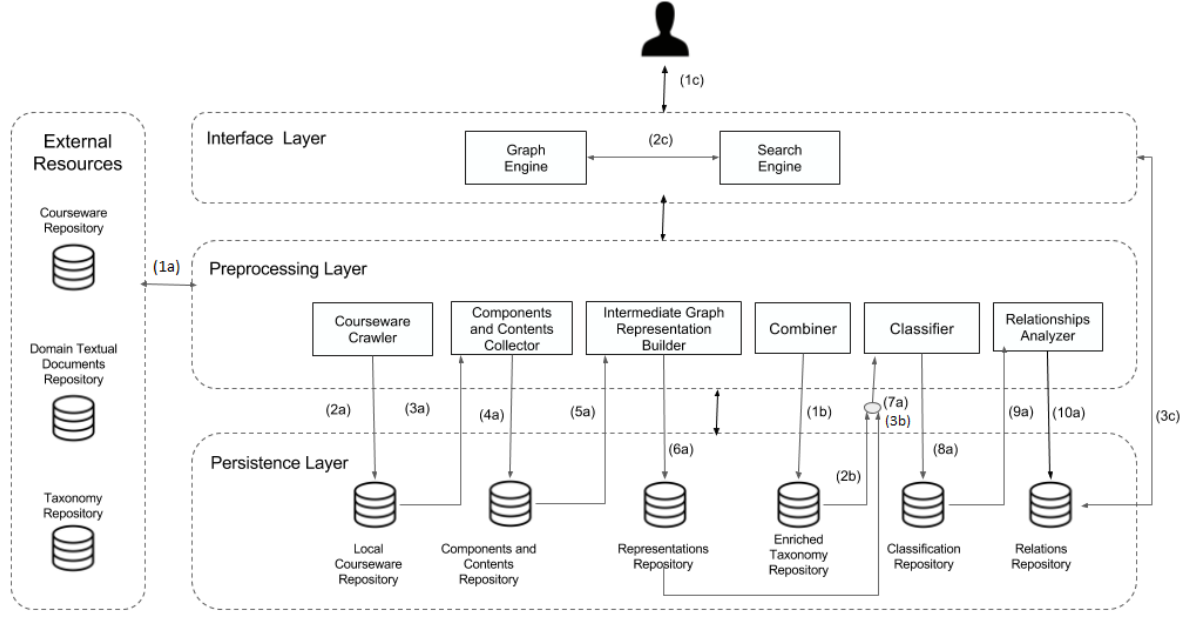 (1c)
External
Resources
Courseware
Repository
Domain Textual
Documents
Repository
Taxonomy
Repository
(1a)
Interface Layer
Graph
Engine
(2c)
Search
Engine
Preprocessing Layer
Courseware
Crawler
Components
and Contents
Collector
Intermediate Graph
Representation
Builder
Combiner
Classifier
Relationships
Analyzer
(2a)
(3a)
(4a)
(5a)
(6a)
(1b)
(2b)
(7a)
(3b)
(8a)
(9a)
(10a)
(3c)
Persistence Layer
Local
Courseware
Repository
Components and
Contents
Repository
Representations
Repository
Enriched
Taxonomy
Repository
Classification
Repository
Relations
Repository